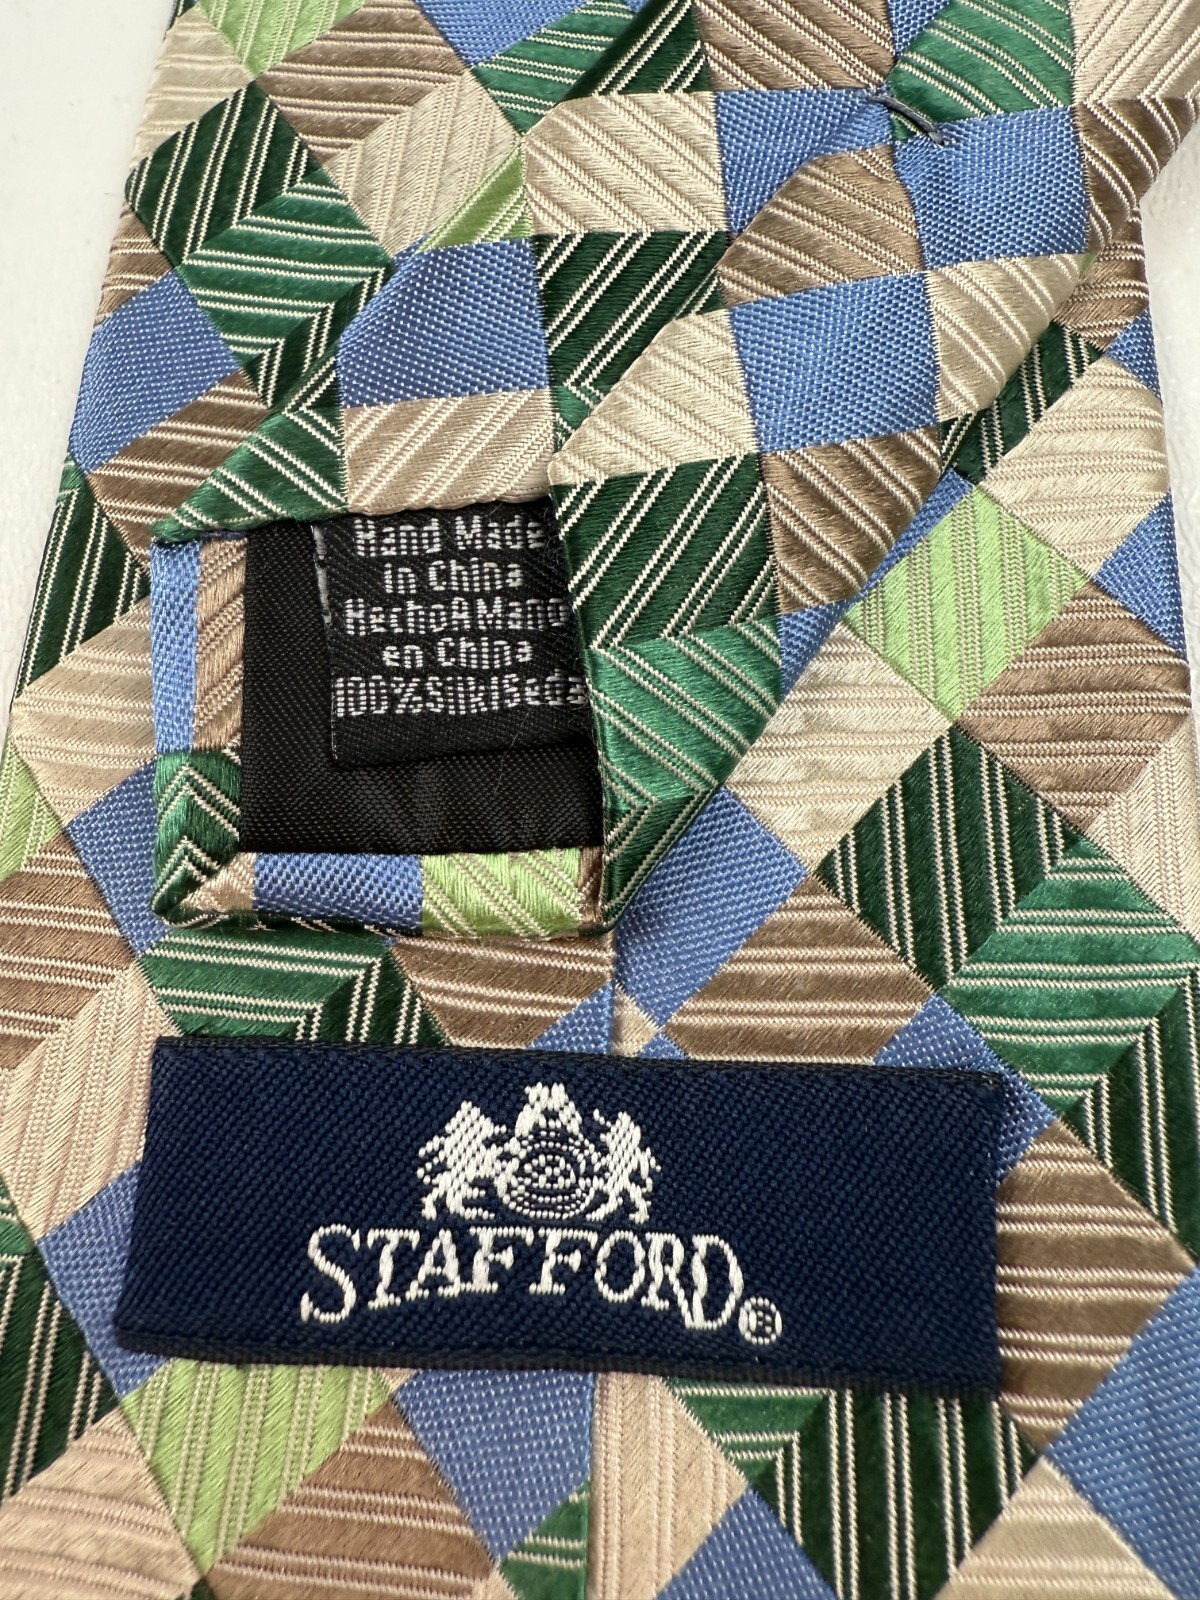 Hand Made
in China
Hecho A Mano
en China
100% Silk/Seda
STAFFORD®